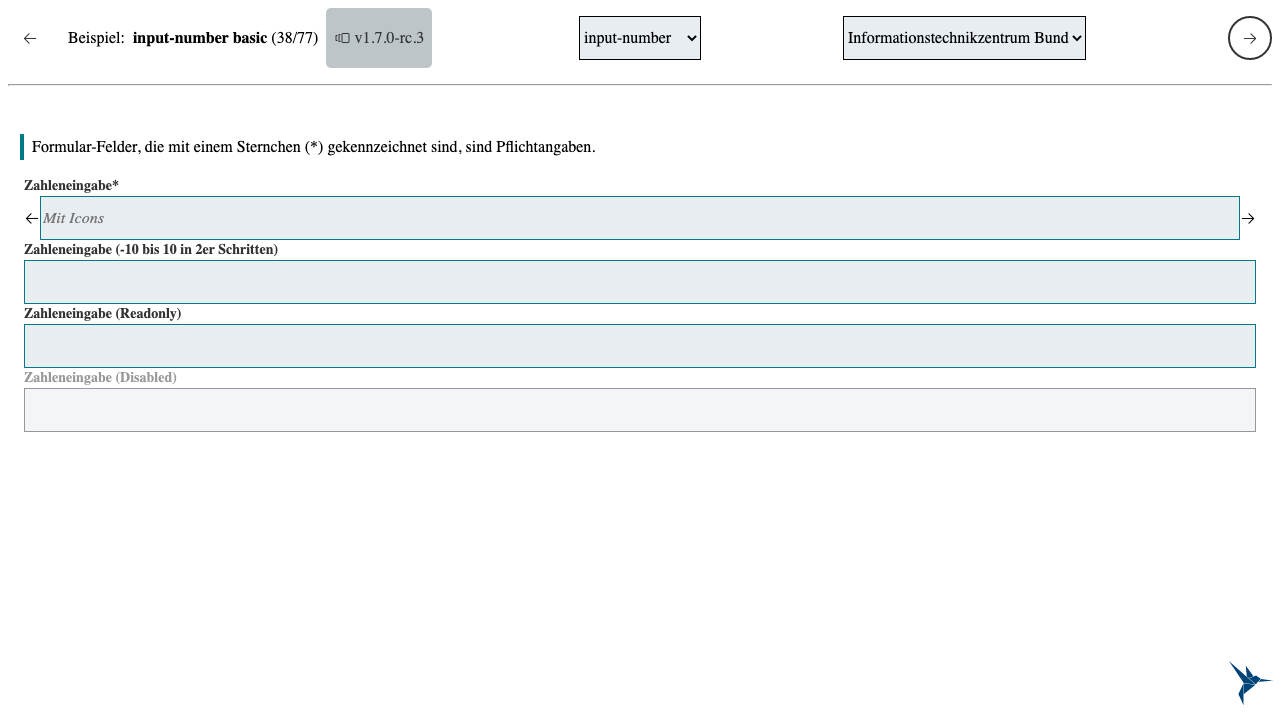 Beispiel: input-number basic (38/77) v1.7.0-rc.3 input-number Informationstechnikzentrum Bund
Formular-Felder, die mit einem Sternchen (*) gekennzeichnet sind, sind Pflichtangaben.
Zahleneingabe*
Mit Icons
Zahleneingabe (-10 bis 10 in 2er Schritten)
Zahleneingabe (Readonly)
Zahleneingabe (Disabled)